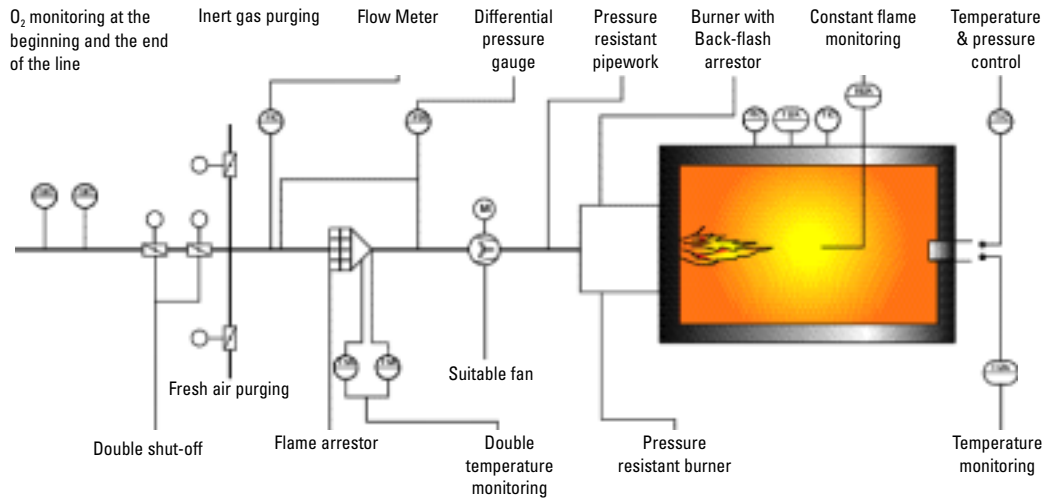 O₂ monitoring at the
beginning and the end
of the line
Inert gas purging
Flow Meter
Differential
pressure
gauge
Pressure
resistant
pipework
Burner with
Back-flash
arrestor
Constant flame
monitoring
Temperature
& pressure
control
M
Fresh air purging
Suitable fan
Double shut-off
Flame arrestor
Double
temperature
monitoring
Pressure
resistant burner
Temperature
monitoring